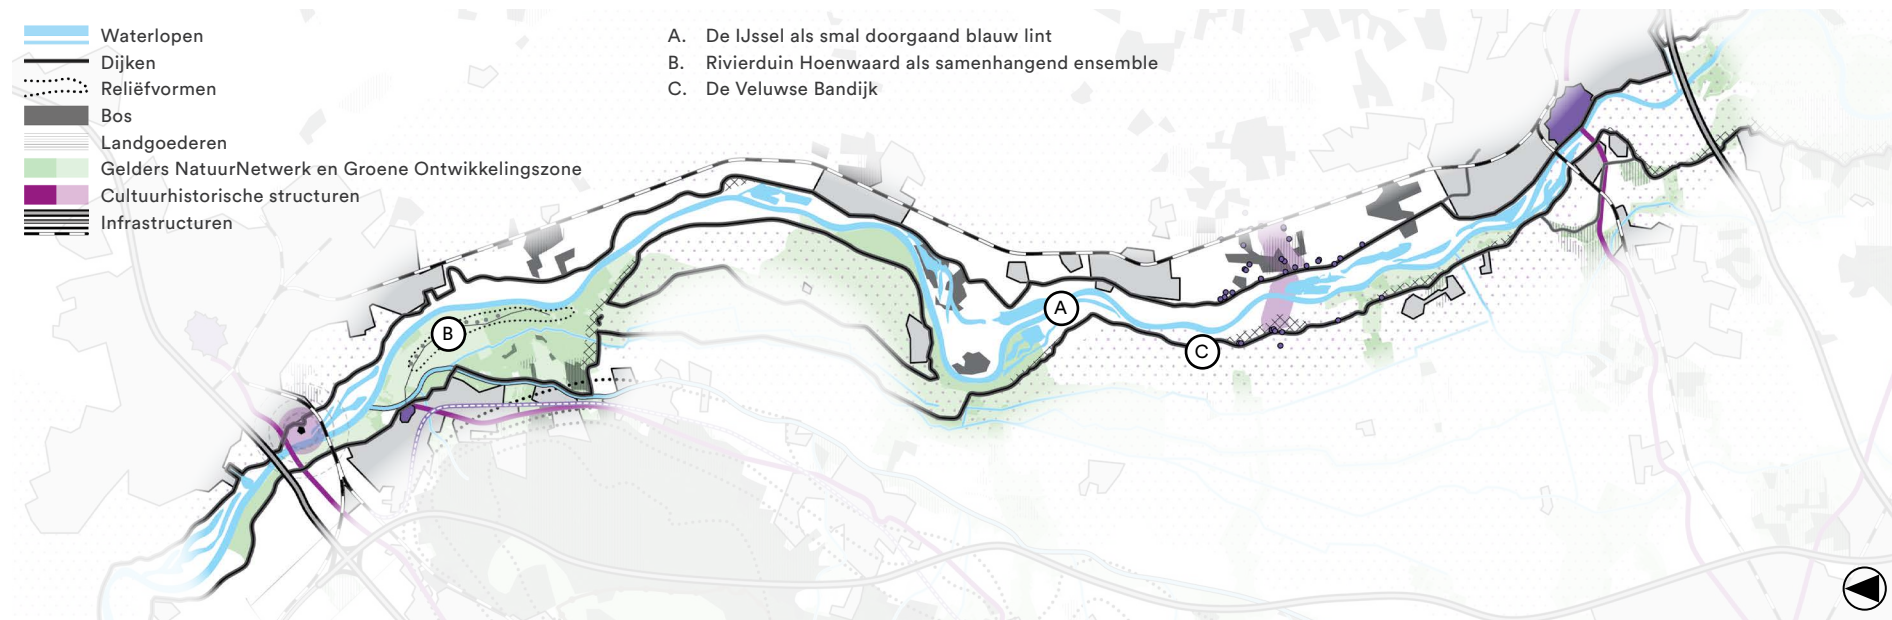 Waterlopen
Dijken
Reliëfvormen
Bos
Landgoederen
Gelders NatuurNetwerk en Groene Ontwikkelingszone
Cultuurhistorische structuren
Infrastructuren
A. De IJssel als smal doorgaand blauw lint
B. Rivierduin Hoenwaard als samenhangend ensemble
C. De Veluwse Bandijk
A
B
C